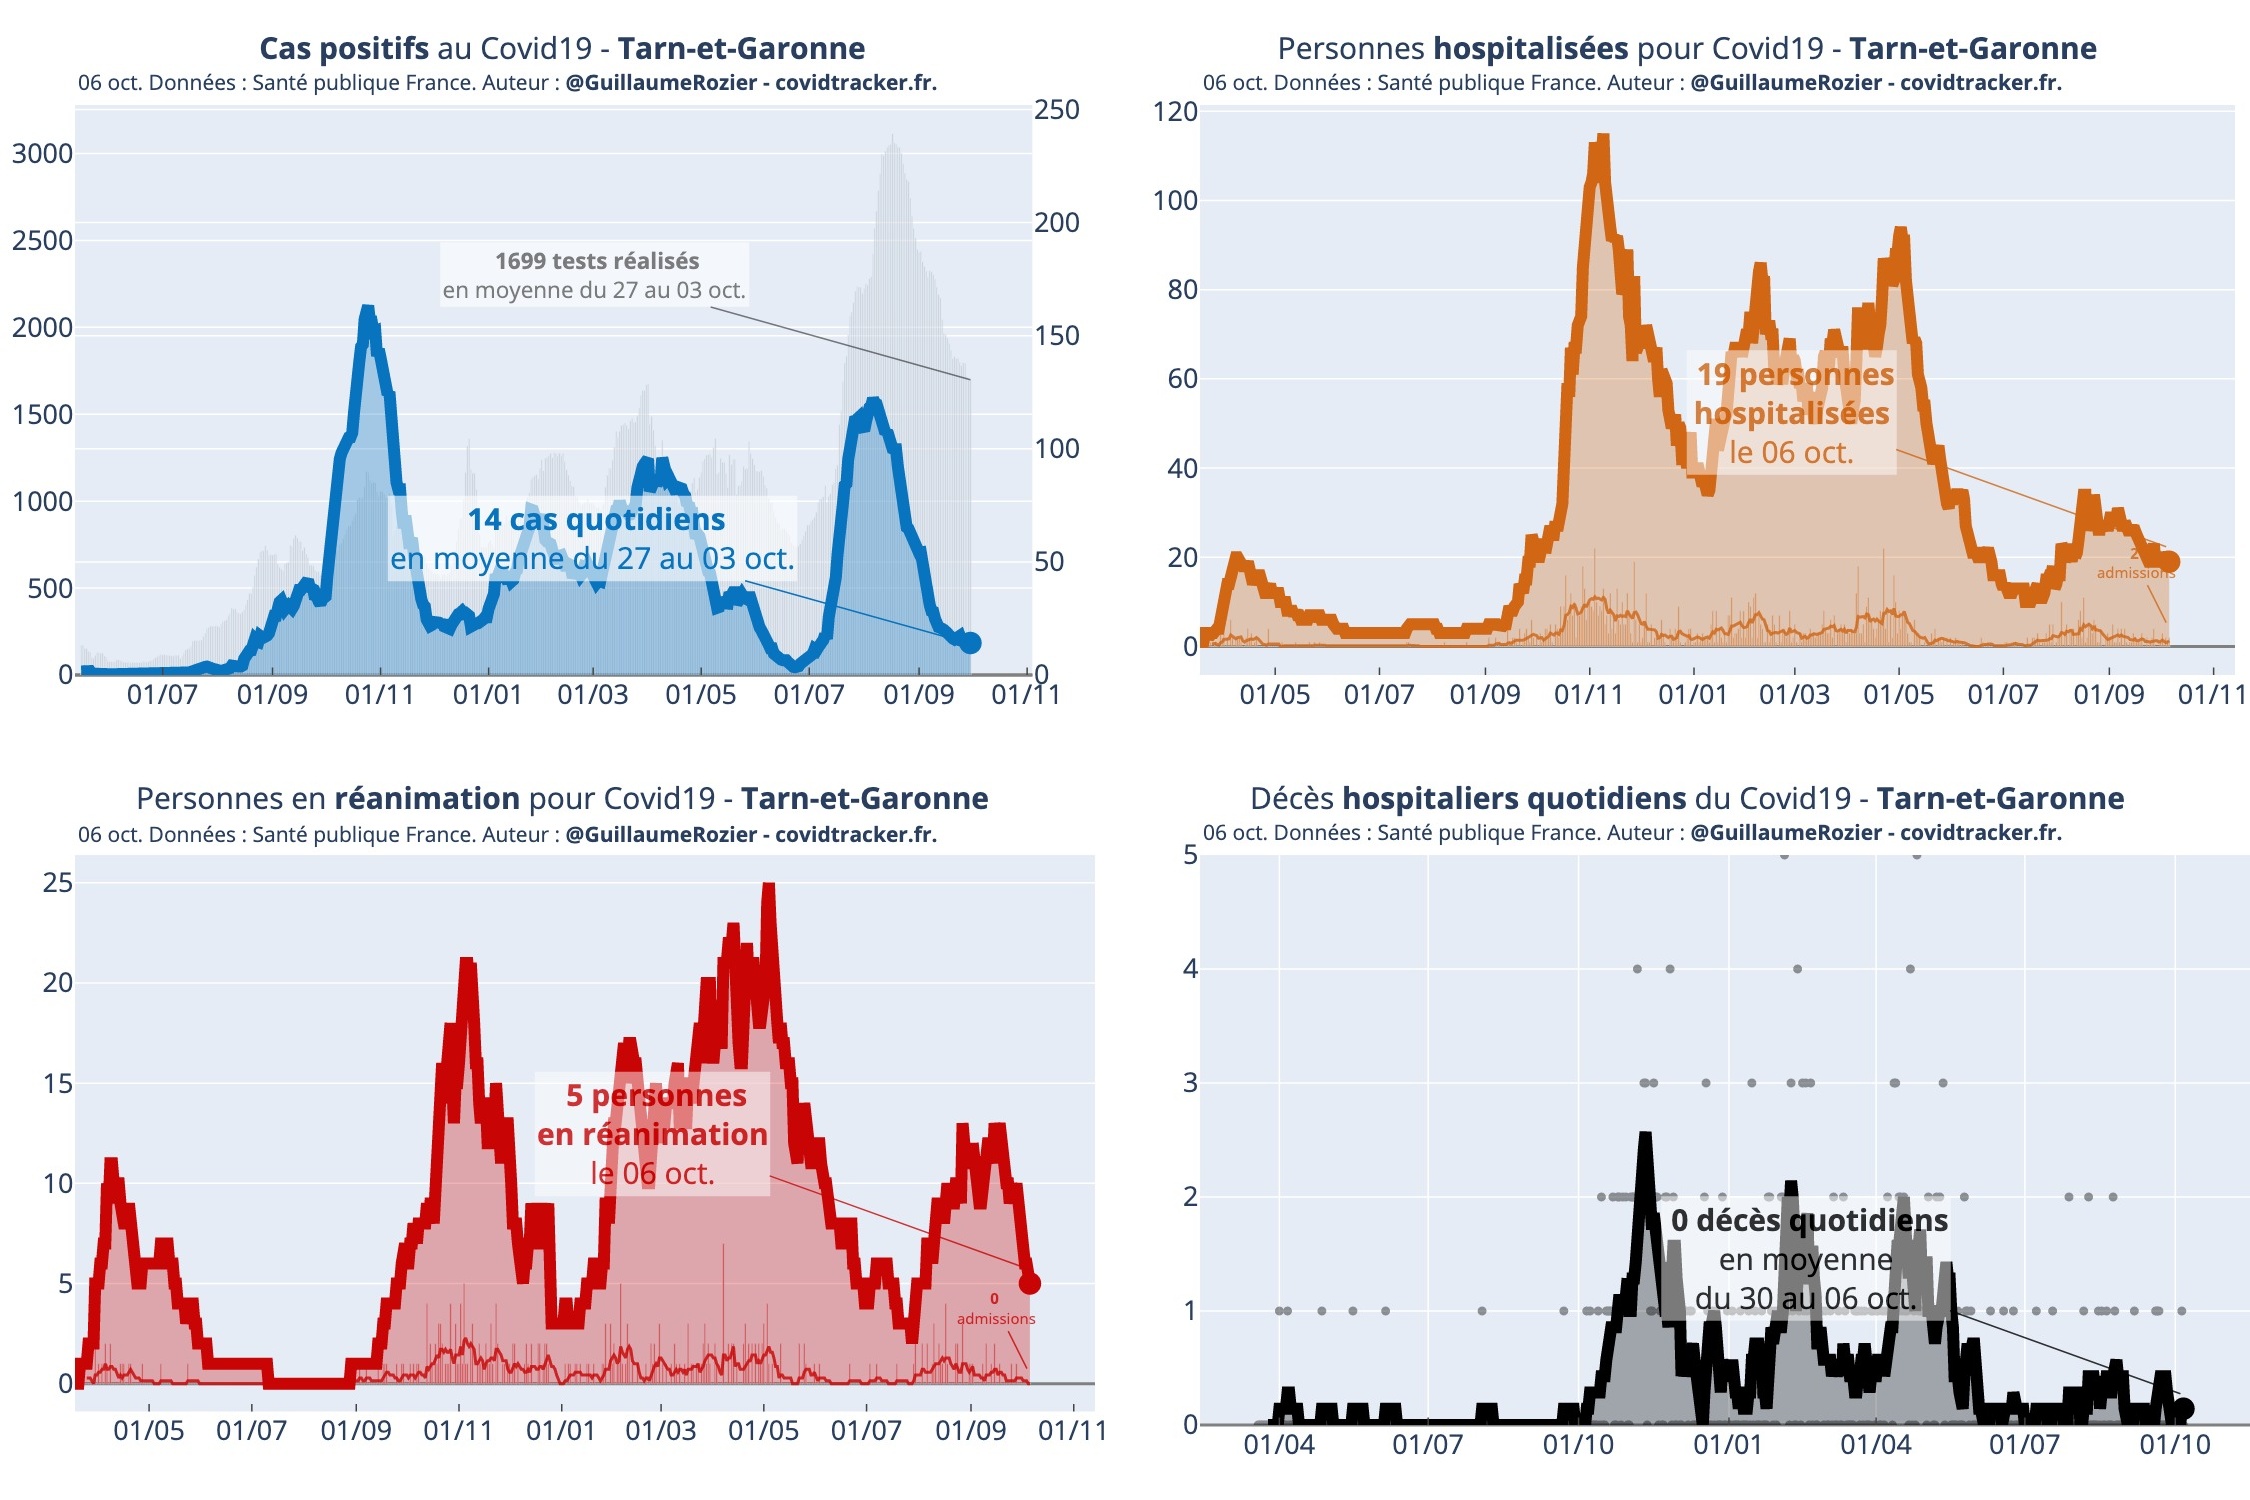 Cas positifs au Covid19 - Tarn-et-Garonne
06 oct. Données : Santé publique France. Auteur : @GuillaumeRozier - covidtracker.fr.
250
3000
200
2500
1699 tests réalisés
en moyenne du 27 au 03 oct.
2000
150
1500
100
1000
14 cas quotidiens
en moyenne du 27 au 03 oct.
50
500
0
0
01/07 01/09 01/11 01/01 01/03 01/05 01/07 01/09 01/11
Personnes hospitalisées pour Covid19 - Tarn-et-Garonne
06 oct. Données : Santé publique France. Auteur : @GuillaumeRozier - covidtracker.fr.
120
100
80
60
19 personnes
hospitalisées
le 06 oct.
40
20
2
admissions
0
01/05 01/07 01/09 01/11 01/01 01/03 01/05 01/07 01/09 01/11
Personnes en réanimation pour Covid19 - Tarn-et-Garonne
06 oct. Données : Santé publique France. Auteur : @GuillaumeRozier - covidtracker.fr.
25
20
15
5 personnes
en réanimation
le 06 oct.
10
5
0
admissions
0
01/05 01/07 01/09 01/11 01/01 01/03 01/05 01/07 01/09 01/11
Décès hospitaliers quotidiens du Covid19 - Tarn-et-Garonne
06 oct. Données : Santé publique France. Auteur : @GuillaumeRozier - covidtracker.fr.
5
4
3
2
0 décès quotidiens
en moyenne
du 30 au 06 oct.
1
0
01/04 01/07 01/10 01/01 01/04 01/07 01/10